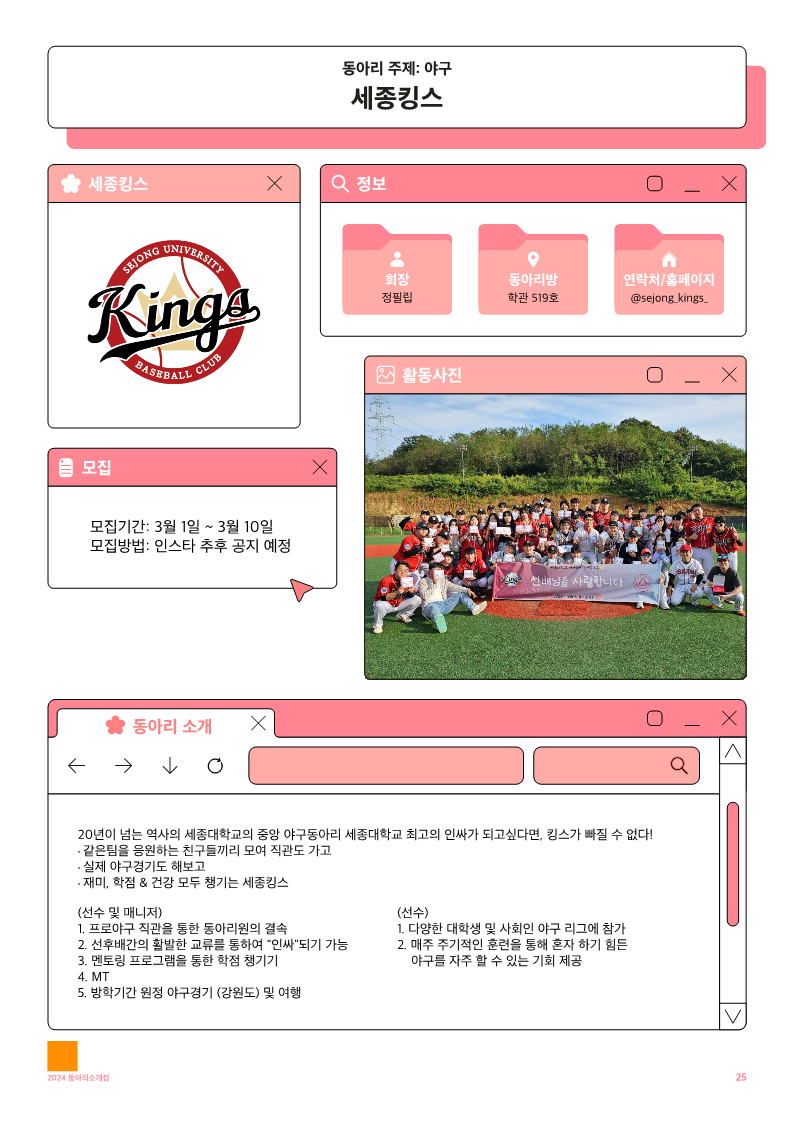 동아리 주제: 야구
세종킹스
세종킹스
SEJONG UNIVERSITY
Kings
BASEBALL CLUB
정보
회장
정필립
동아리방
학관 519호
연락처/홈페이지
@sejong_kings_
활동사진
Kings
선배님을 사랑합니다
모집
모집기간: 3월 1일 ~ 3월 10일
모집방법: 인스타 추후 공지 예정
동아리 소개
20년이 넘는 역사의 세종대학교의 중앙 야구동아리 세종대학교 최고의 인싸가 되고싶다면, 킹스가 빠질 수 없다!
· 같은팀을 응원하는 친구들끼리 모여 직관도 가고
· 실제 야구경기도 해보고
· 재미, 학점 & 건강 모두 챙기는 세종킹스
(선수 및 매니저)
1. 프로야구 직관을 통한 동아리원의 결속
2. 선후배간의 활발한 교류를 통하여 "인싸"되기 가능
3. 멘토링 프로그램을 통한 학점 챙기기
4. MT
5. 방학기간 원정 야구경기 (강원도) 및 여행
(선수)
1. 다양한 대학생 및 사회인 야구 리그에 참가
2. 매주 주기적인 훈련을 통해 혼자 하기 힘든
야구를 자주 할 수 있는 기회 제공
2024 동아리소개집
25